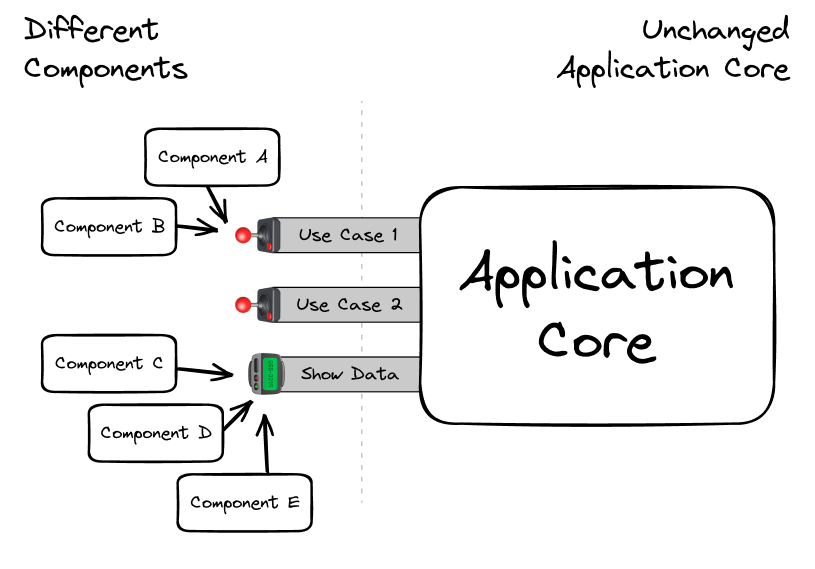 Different
Components
Unchanged
Application Core
Component A
Component B
Use Case 1
Use Case 2
Component C
Show Data
Component D
Component E
Application
Core